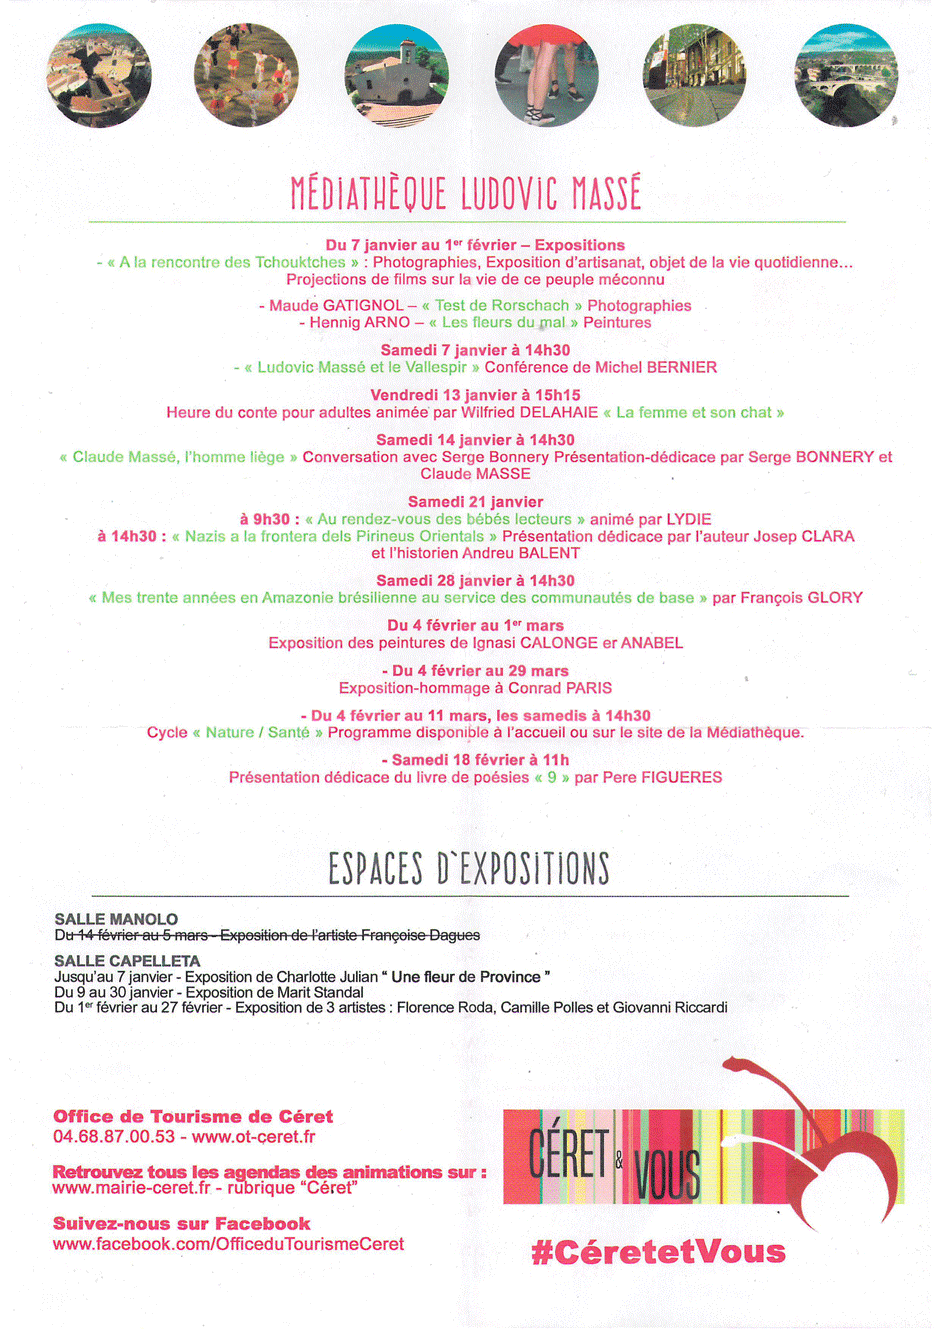 MÉDIATHÈQUE LUDOVIC MASSÉ
Du 7 janvier au 1er février – Expositions
- « A la rencontre des Tchouktches » : Photographies, Exposition d'artisanat, objet de la vie quotidienne...
Projections de films sur la vie de ce peuple méconnu
- Maude GATIGNOL – « Test de Rorschach » Photographies
- Hennig ARNO – « Les fleurs du mal » Peintures
Samedi 7 janvier à 14h30
- « Ludovic Massé et le Vallespir » Conférence de Michel BERNIER
Vendredi 13 janvier à 15h15
Heure du conte pour adultes animée par Wilfried DELAHAIE « La femme et son chat »
Samedi 14 janvier à 14h30
« Claude Massé, l'homme liège » Conversation avec Serge Bonnery Présentation-dédicace par Serge BONNERY et
Claude MASSE
Samedi 21 janvier
à 9h30 : « Au rendez-vous des bébés lecteurs » animé par LYDIE
à 14h30 : « Nazis a la frontera dels Pirineus Orientals » Présentation dédicace par l'auteur Josep CLARA
et l'historien Andreu BALENT
Samedi 28 janvier à 14h30
« Mes trente années en Amazonie brésilienne au service des communautés de base » par François GLORY
Du 4 février au 1er mars
Exposition des peintures de Ignasi CALONGE er ANABEL
- Du 4 février au 29 mars
Exposition-hommage à Conrad PARIS
- Du 4 février au 11 mars, les samedis à 14h30
Cycle « Nature / Santé » Programme disponible à l'accueil ou sur le site de la Médiathèque.
- Samedi 18 février à 11h
Présentation dédicace du livre de poésies « 9 » par Pere FIGUERES
ESPACES D`EXPOSITIONS
SALLE MANOLO
Du 14 février au 5 mars - Exposition de l'artiste Françoise Dagues
SALLE CAPELLETA
Jusqu'au 7 janvier - Exposition de Charlotte Julian “ Une fleur de Province ”
Du 9 au 30 janvier - Exposition de Marit Standal
Du 1er février au 27 février - Exposition de 3 artistes : Florence Roda, Camille Polles et Giovanni Riccardi
Office de Tourisme de Céret
04.68.87.00.53 - www.ot-ceret.fr
Retrouvez tous les agendas des animations sur :
www.mairie-ceret.fr - rubrique “Céret”
Suivez-nous sur Facebook
www.facebook.com/OfficeduTourismeCeret
CÉRET & VOUS
#CéretetVous